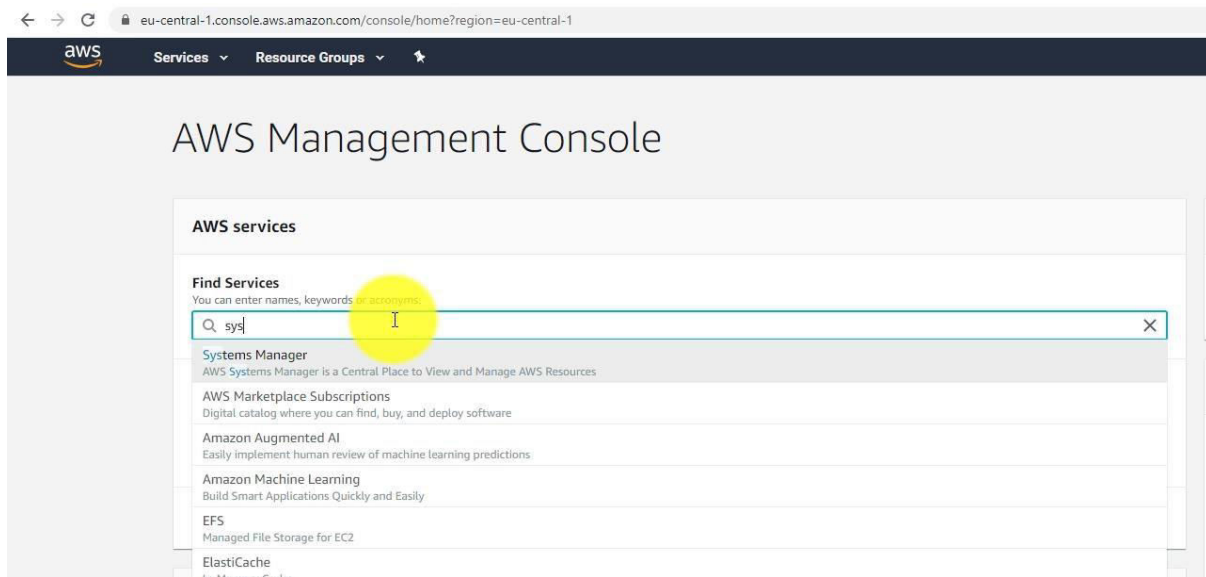 eu-central-1.console.aws.amazon.com/console/home?region=eu-central-1
aws
Services
Resource Groups
AWS Management Console
AWS services
Find Services
You can enter names, keywords or acronyms.
sys
Systems Manager
AWS Systems Manager is a Central Place to View and Manage AWS Resources
AWS Marketplace Subscriptions
Digital catalog where you can find, buy, and deploy software
Amazon Augmented AI
Easily implement human review of machine learning predictions
Amazon Machine Learning
Build Smart Applications Quickly and Easily
EFS
Managed File Storage for EC2
ElastiCache